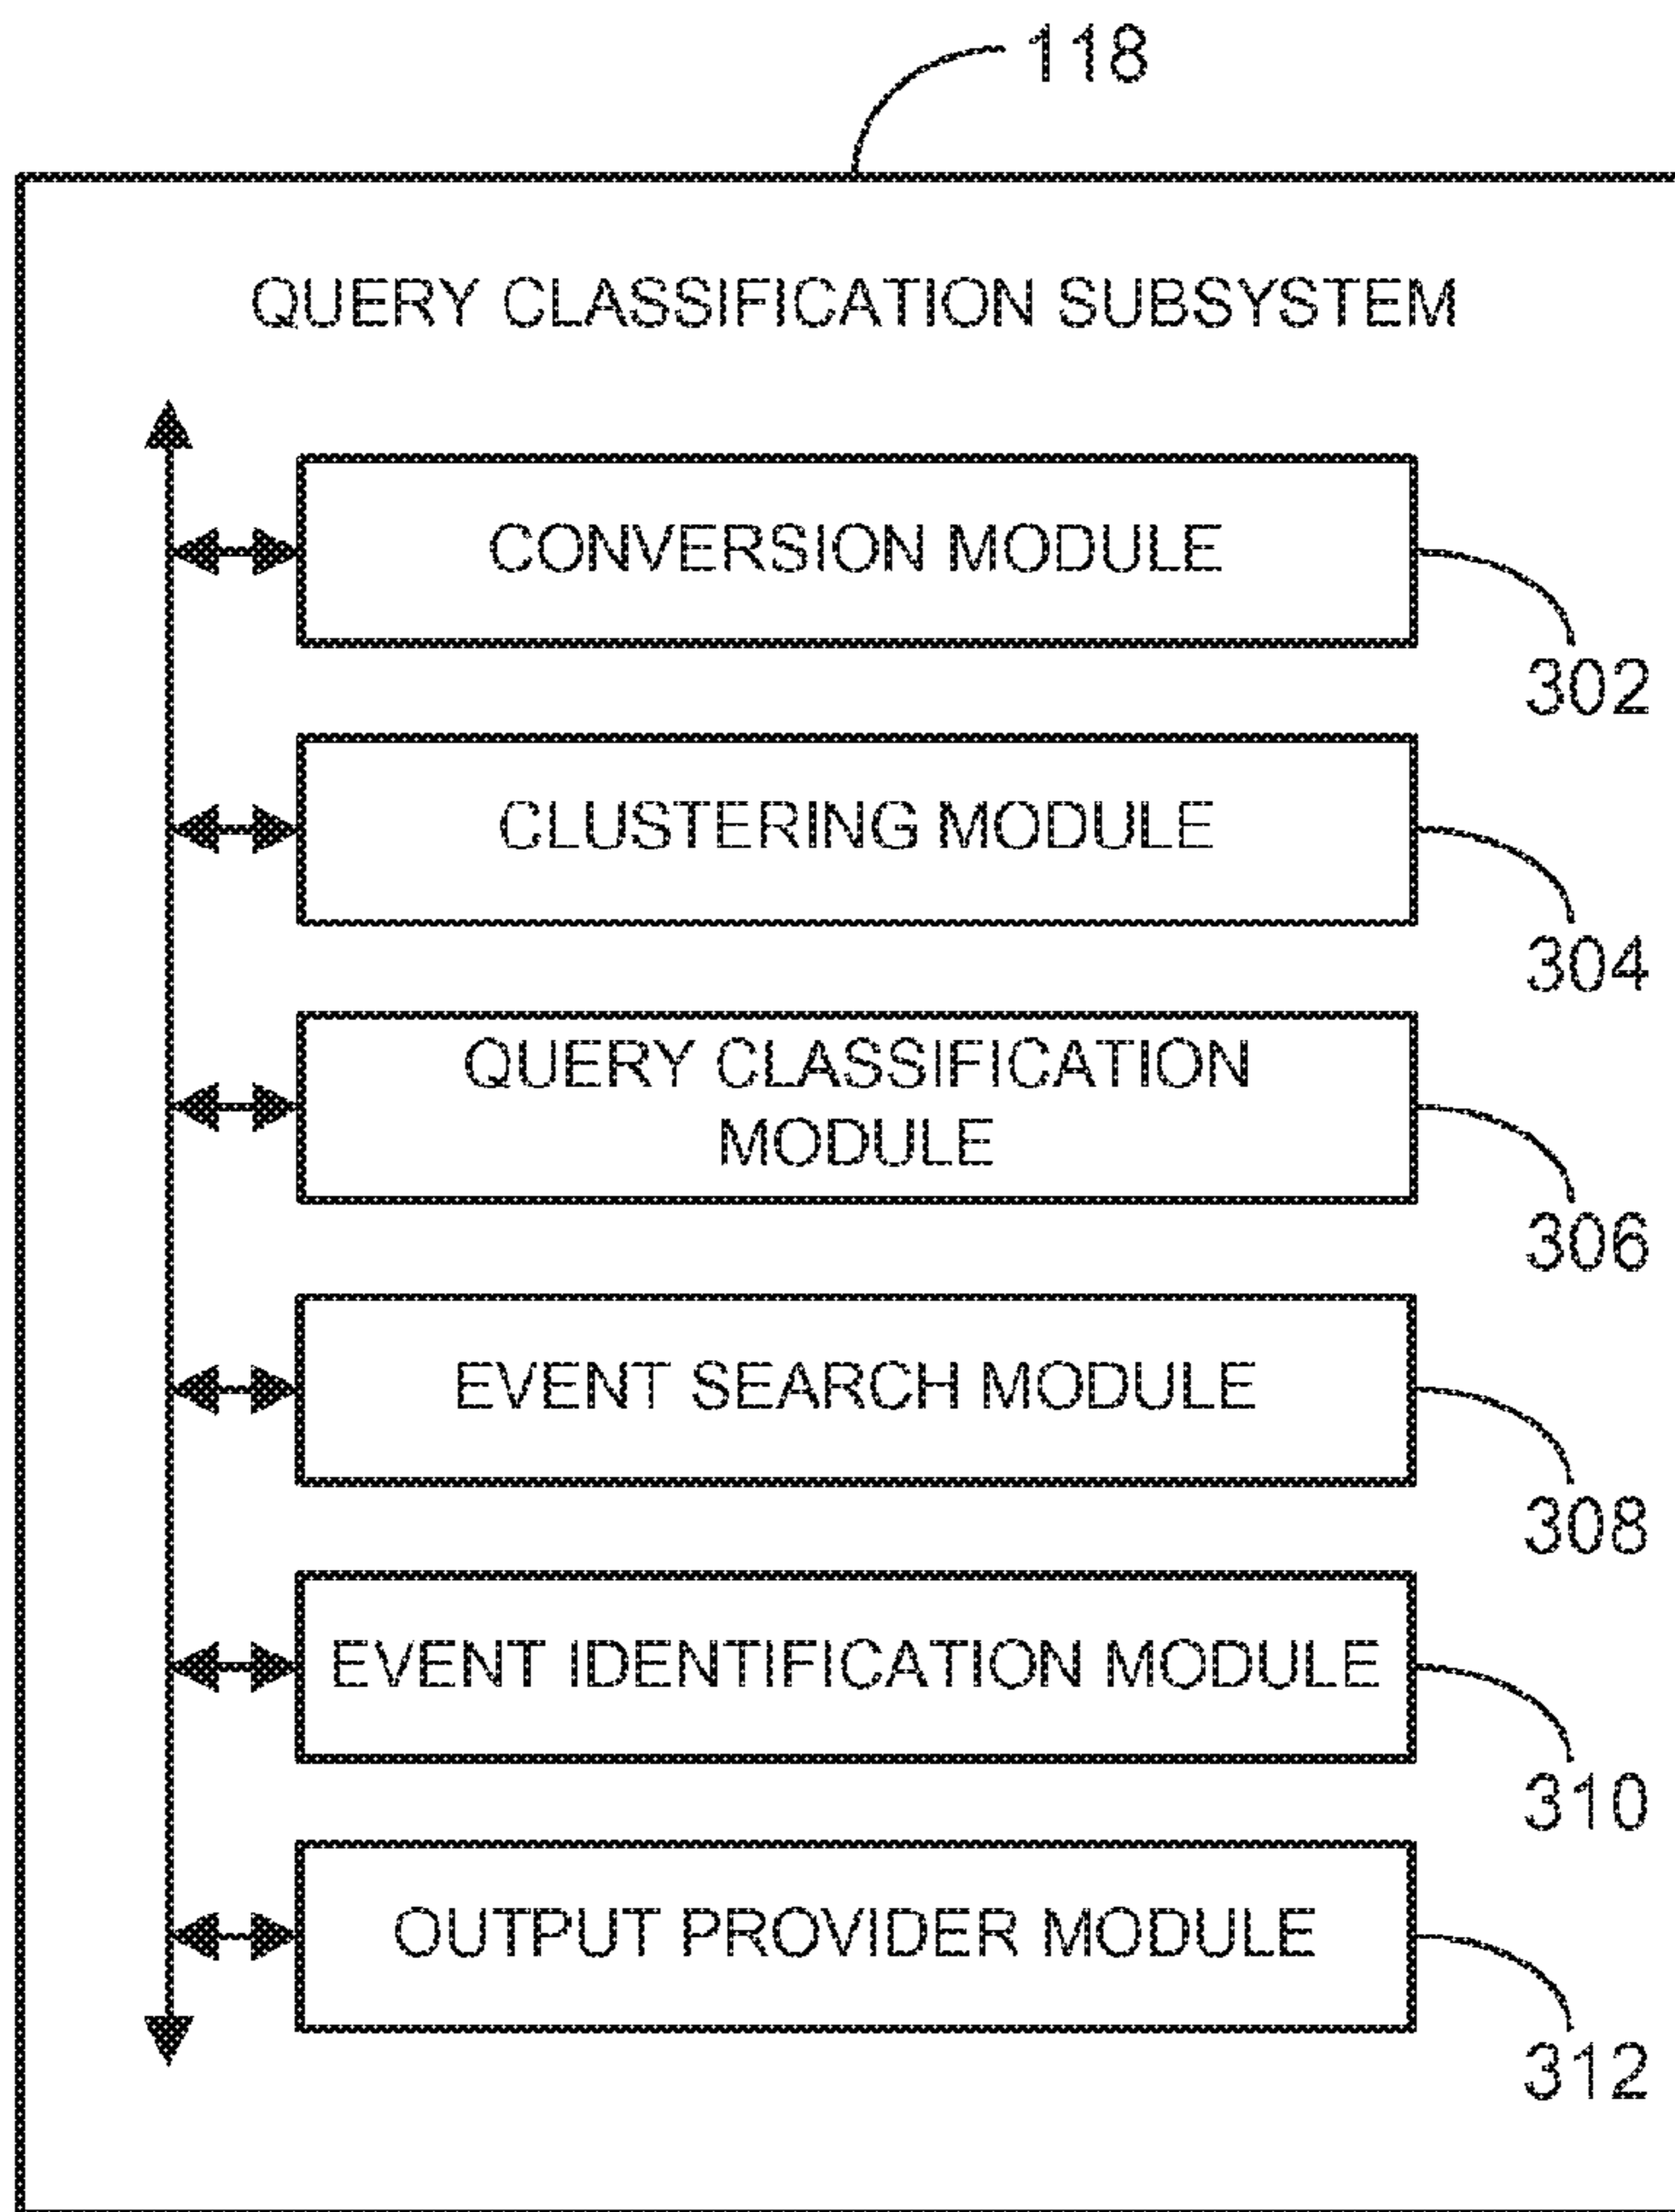 118
QUERY CLASSIFICATION SUBSYSTEM
CONVERSION MODULE
302
CLUSTERING MODULE
304
QUERY CLASSIFICATION
MODULE
306
EVENT SEARCH MODULE
308
EVENT IDENTIFICATION MODULE
310
OUTPUT PROVIDER MODULE
312